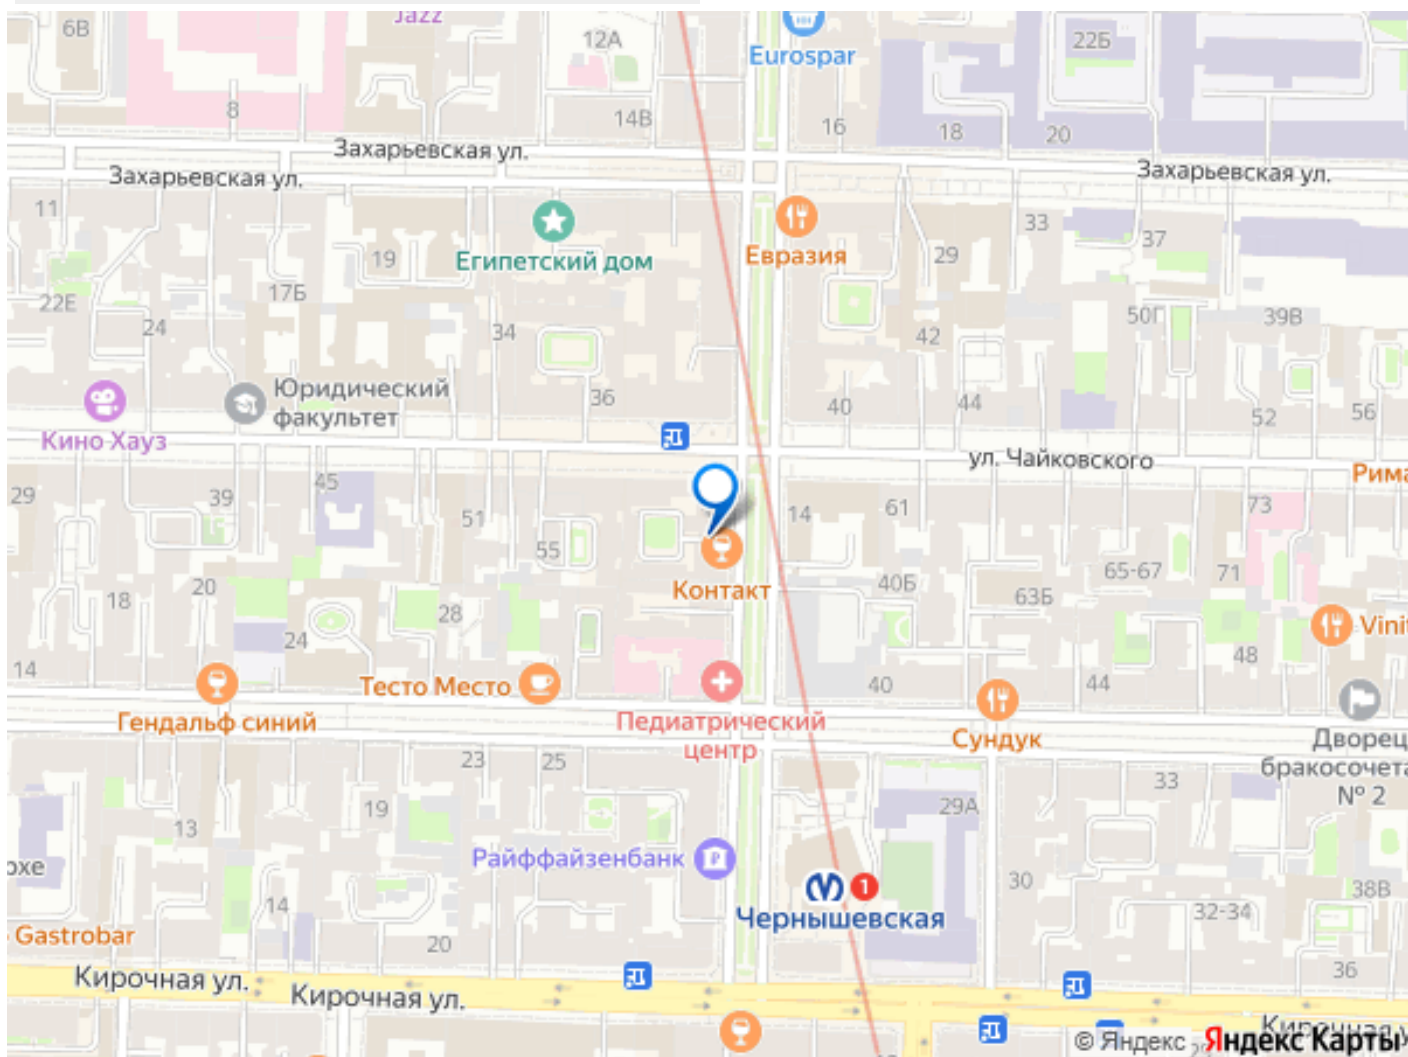 Jazz
6В
12А
Eurospar
22Б
8
14В
16
18
20
Захарьевская ул.
Захарьевская ул.
Захарьевская ул.
11
19
Египетский дом
Евразия
33
37
29
22Е
24
17Б
34
42
50Г
39В
Юридический
факультет
36
40
44
52
56
Кино Хауз
ул. Чайковского
29
39
45
51
55
14
61
73
Контакт
40Б
63Б
65-67
71
18
20
28
24
14
48
Тесто Место
Гендальф синий
Педиатрический
центр
40
44
Сундук
Дворец
№ 2
23
25
33
19
13
29А
Райффайзенбанк
1
Чернышевская
30
38В
32-34
14
20
Gastrobar
36
Кирочная ул.
Кирочная ул.
© Яндекс
Яндекс Карты